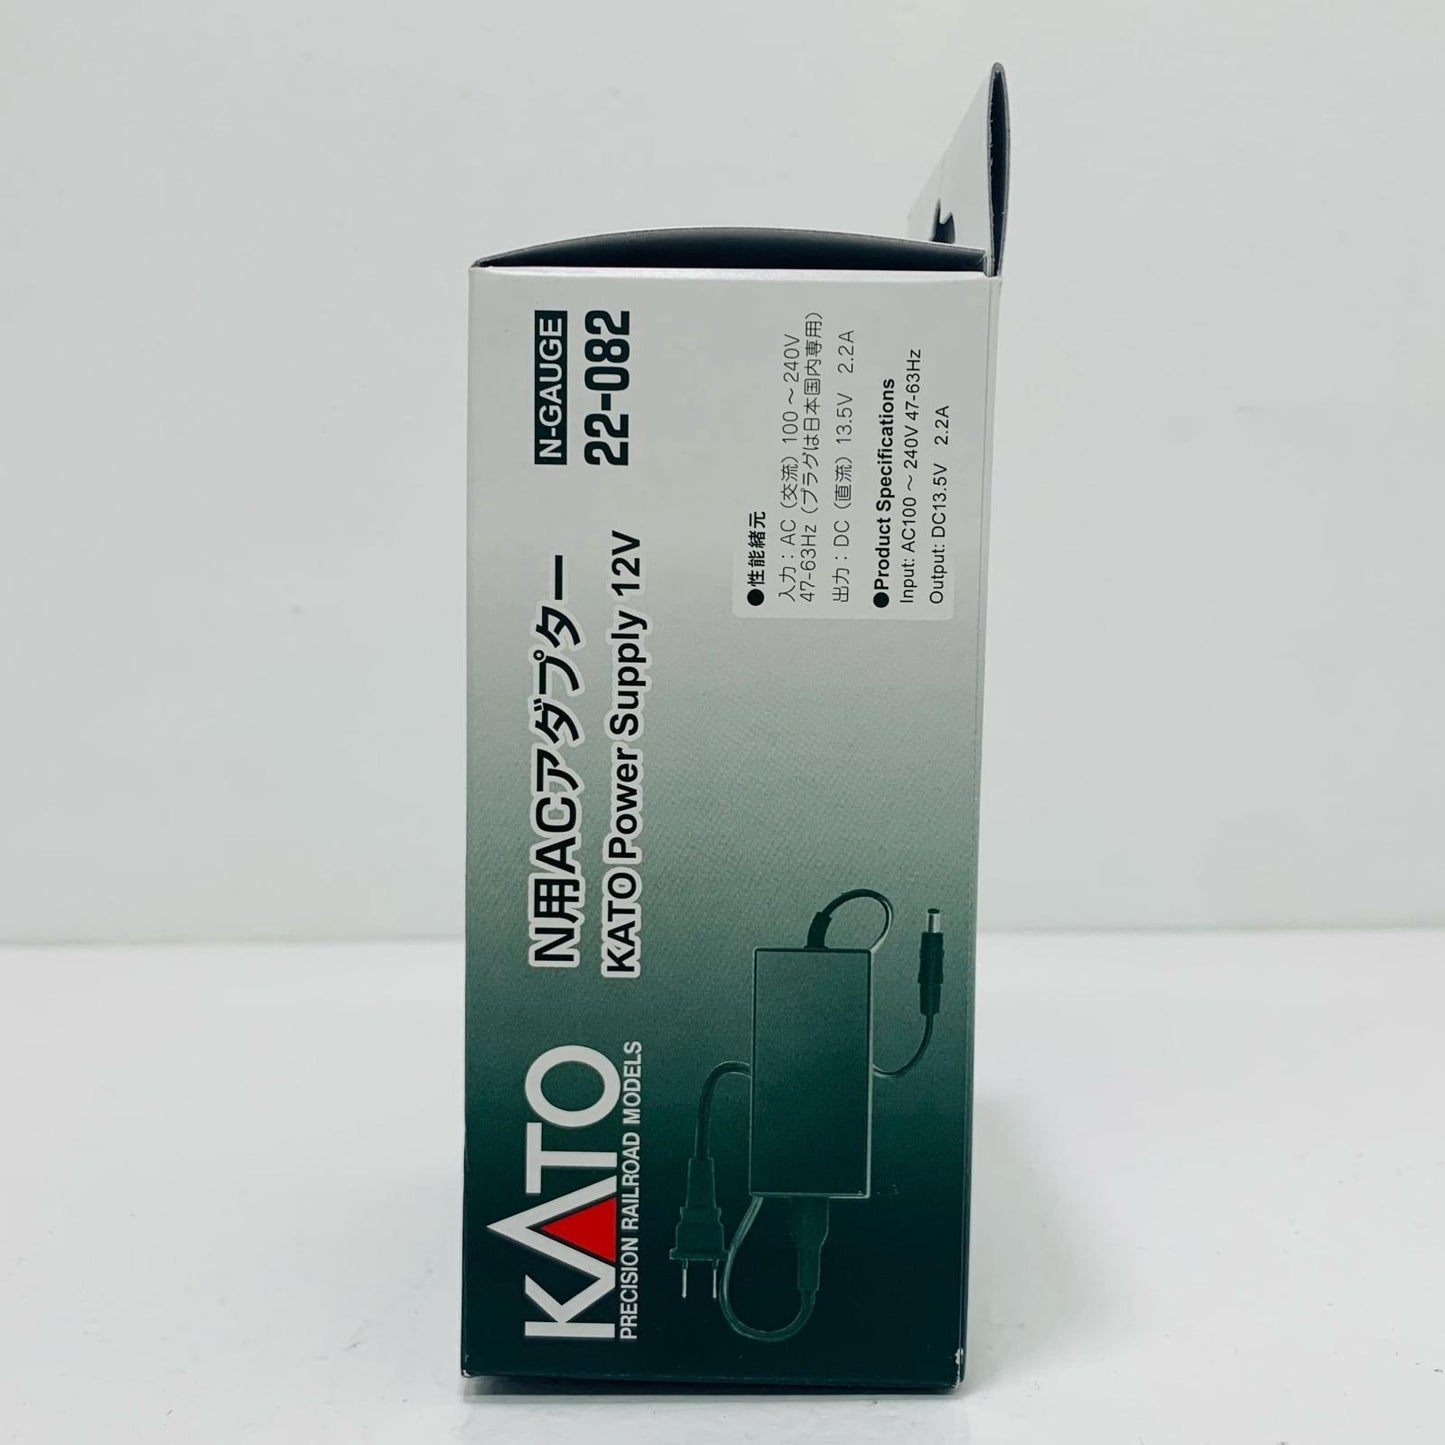 KATO
PRECISION RAILROAD MODELS
N用ACアダプター
KATO Power Supply 12V
N-GAUGE
22-082
●性能緒元
入力：AC（交流）100～240V
47-63Hz（プラグは日本国内専用）
出力：DC（直流）13.5V 2.2A
●Product Specifications
Input: AC100～240V 47-63Hz
Output: DC13.5V 2.2A